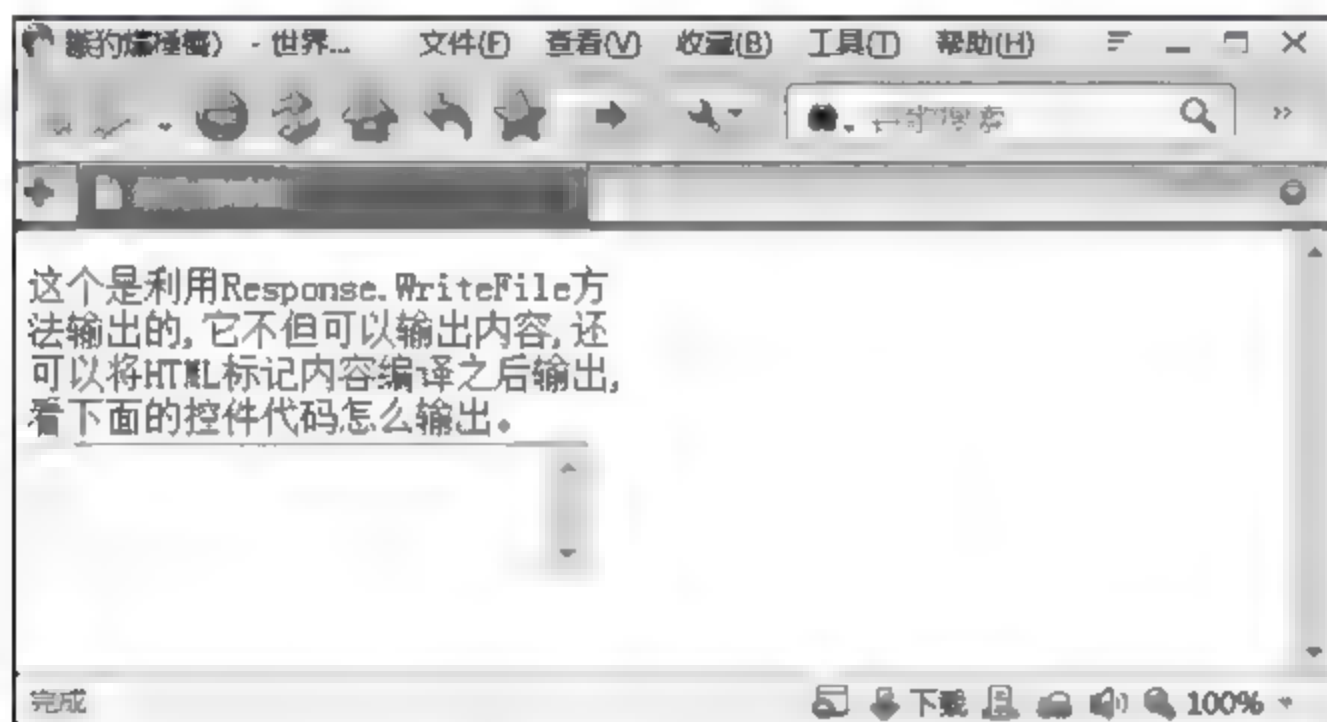 - 世界... 文件(F) 查看(V) 收藏(B) 工具(T) 帮助(H)
这个是利用Response.WriteFile方
法输出的,它不但可以输出内容,还
可以将HTML标记内容编译之后输出,
看下面的控件代码怎么输出。
完成 下载 100%